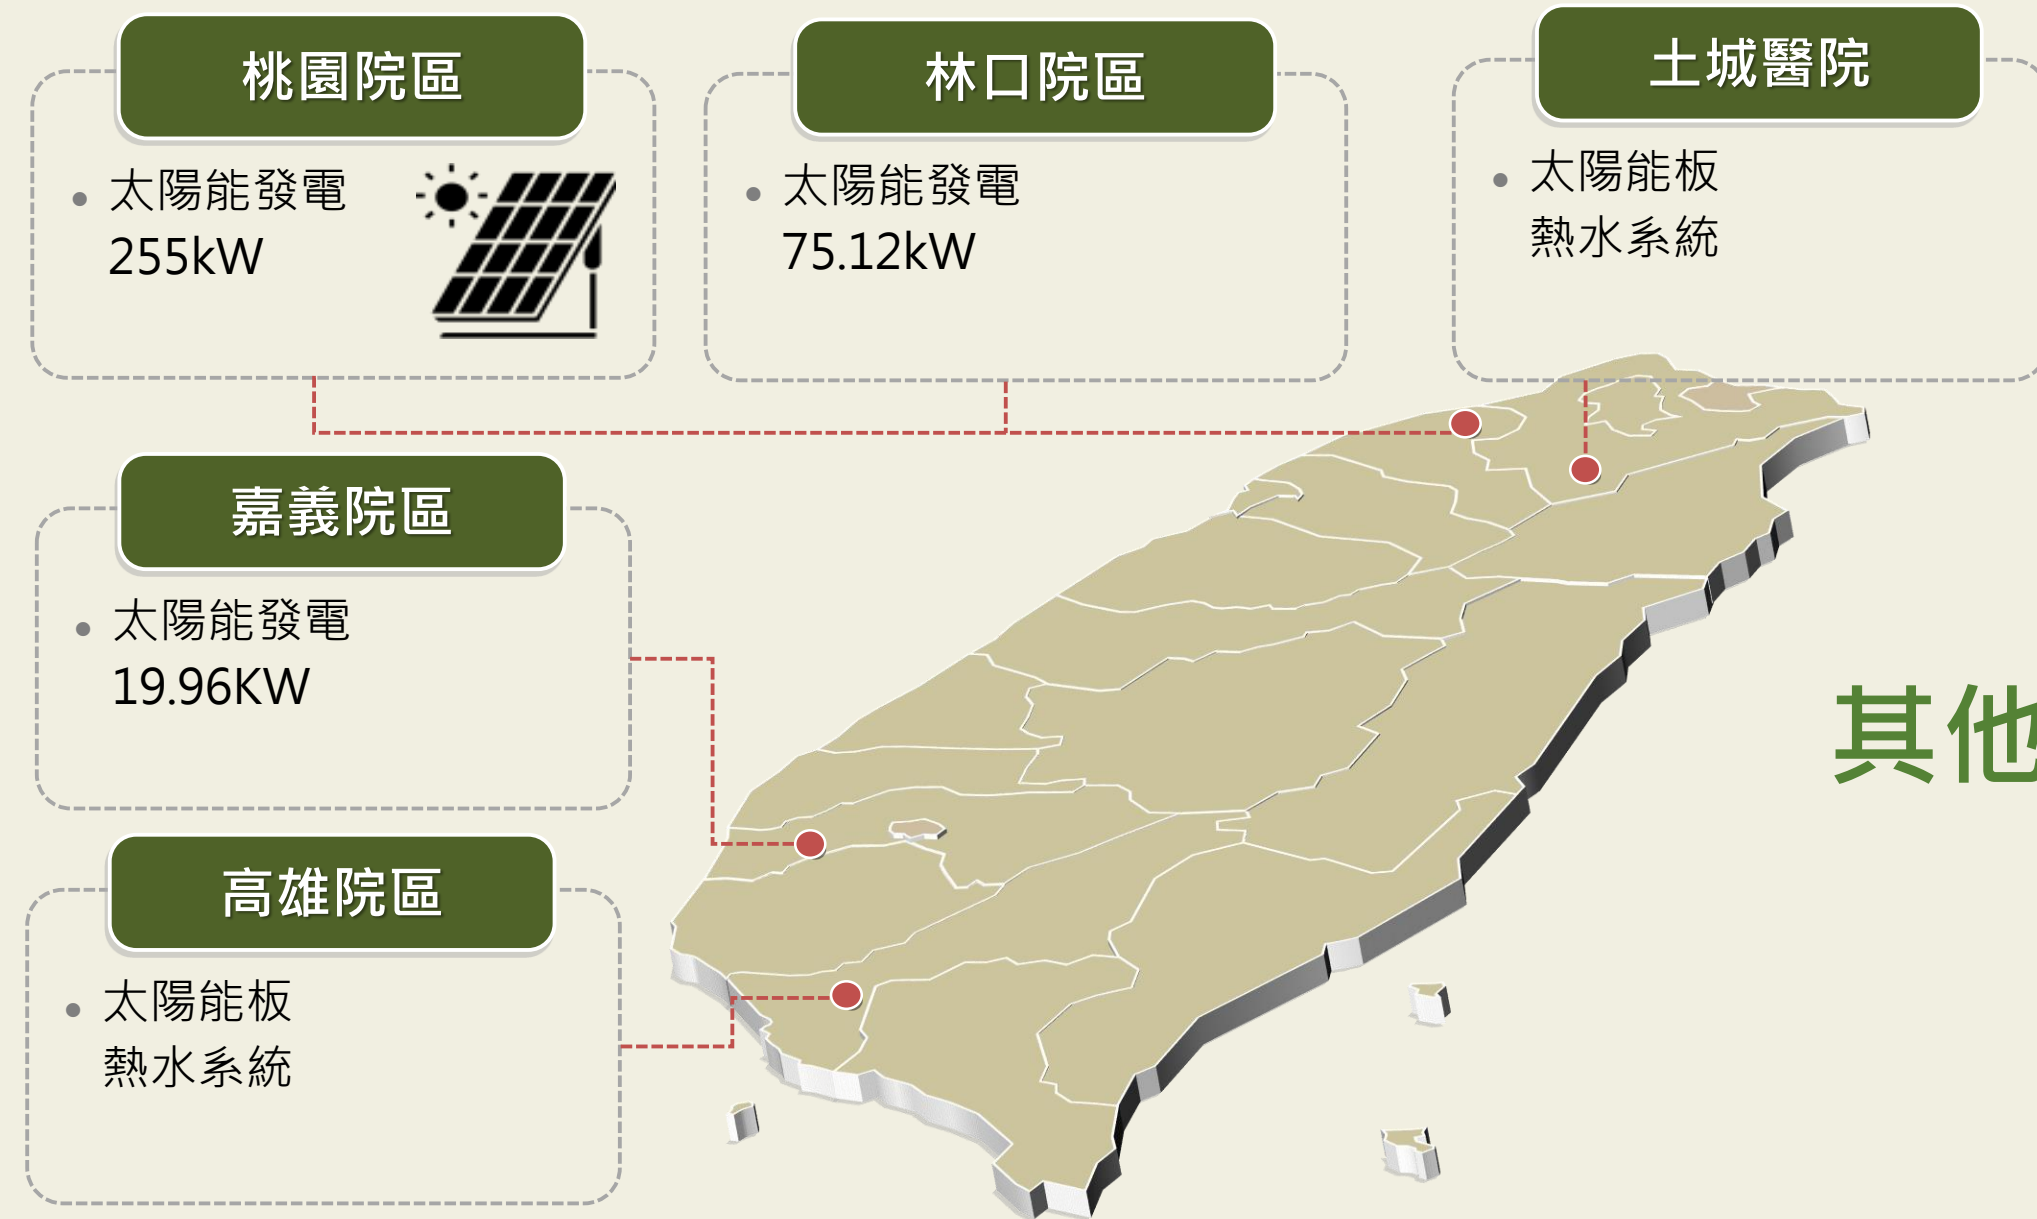 桃園院區
太陽能發電
255kW
林口院區
太陽能發電
75.12kW
土城醫院
太陽能板
熱水系統
嘉義院區
太陽能發電
19.96KW
高雄院區
太陽能板
熱水系統
其他